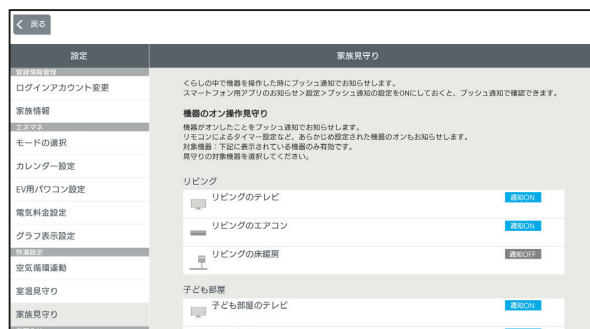 戻る
設定
家族見守り
登録情報管理
ログインアカウント変更
家族情報
エネマネ
モードの選択
カレンダー設定
EV用パワコン設定
電気料金設定
グラフ表示設定
快適設定
空気循環連動
室温見守り
家族見守り
くらしの中で機器を操作した時にプッシュ通知でお知らせします。
スマートフォン用アプリのお知らせ>設定>プッシュ通知の設定をONにしておくと、プッシュ通知で確認できます。
機器のオン操作見守り
機器がオンしたことをプッシュ通知でお知らせします。
リモコンによるタイマー設定など、あらかじめ設定された機器のオンもお知らせします。
対象機器：下記に表示されている機器のみ有効です。
見守りの対象機器を選択してください。
リビング
リビングのテレビ 通知ON
リビングのエアコン 通知ON
リビングの床暖房 通知OFF
子ども部屋
子ども部屋のテレビ 通知ON